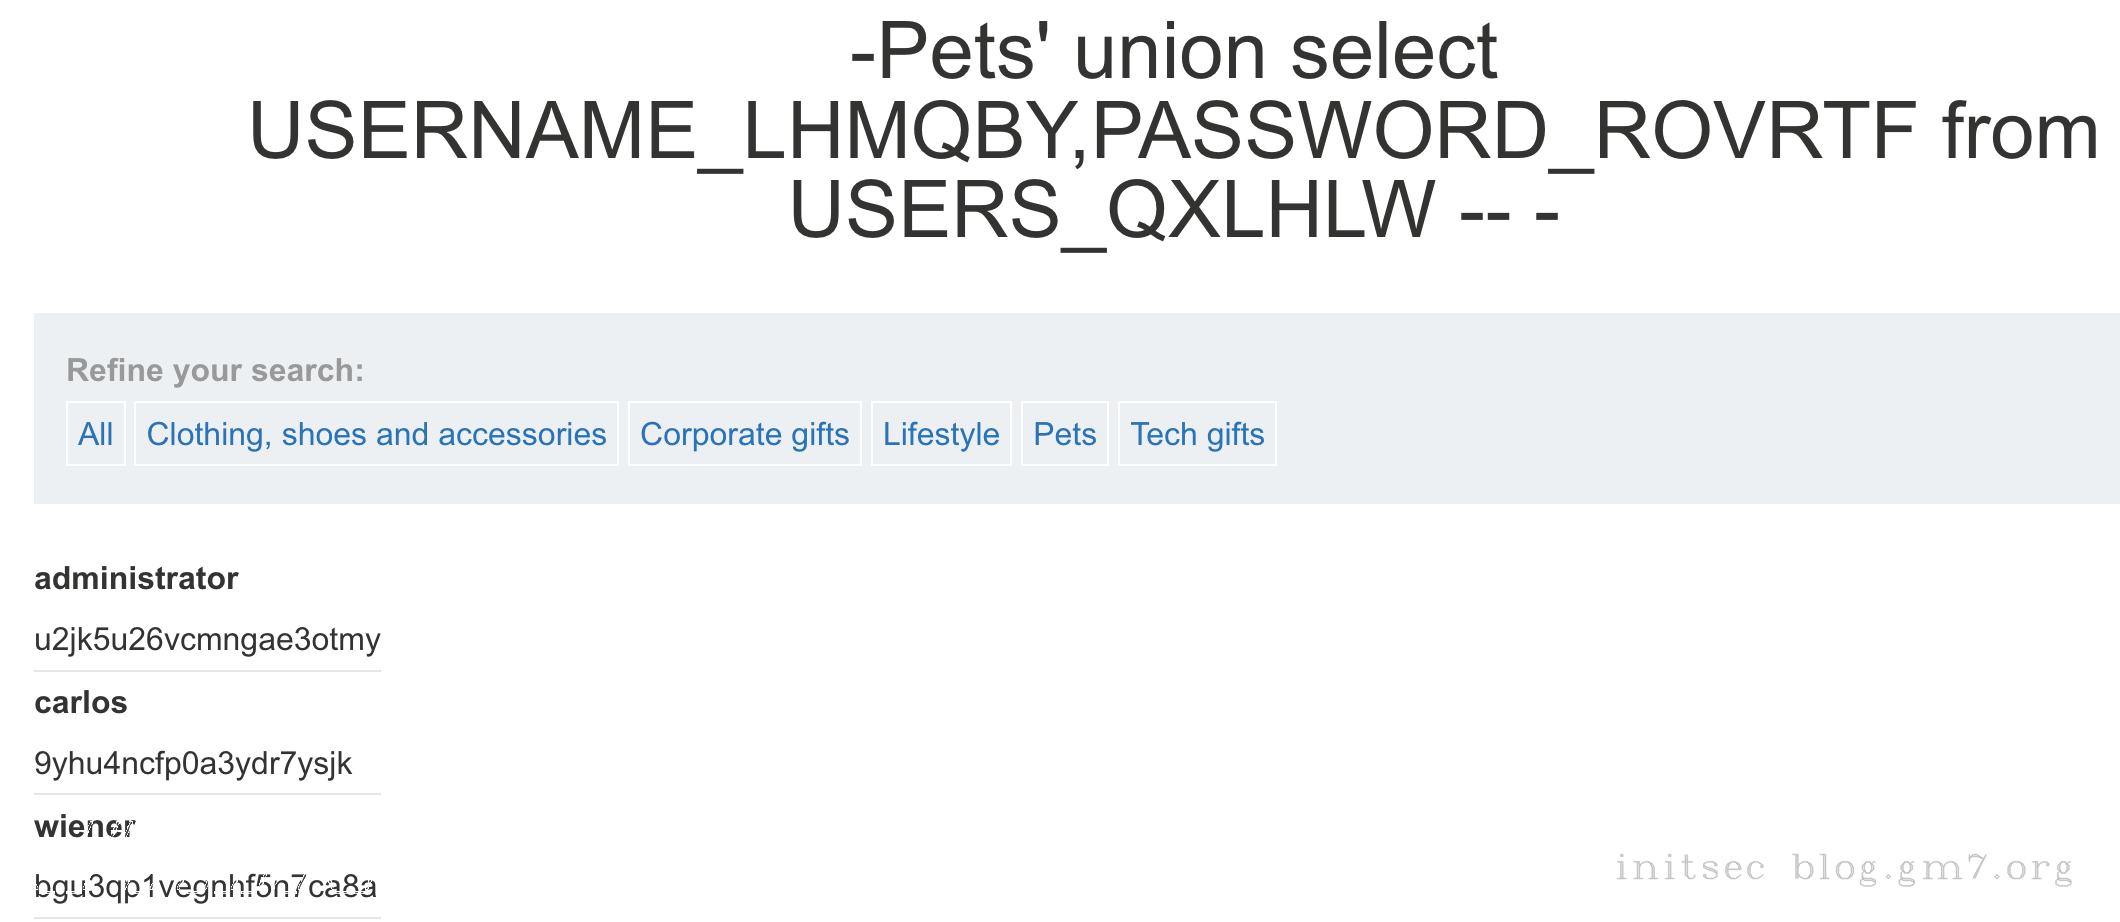 -Pets' union select
USERNAME_LHMQBY,PASSWORD_ROVRTF from
USERS_QXLHLW -- -
Refine your search:
All Clothing, shoes and accessories Corporate gifts Lifestyle Pets Tech gifts
administrator
u2jk5u26vcmngae3otmy
carlos
9yhu4ncfp0a3ydr7ysjk
wiener
bgu3qp1vegnhf5n7ca8a
initsec blog.gm7.org